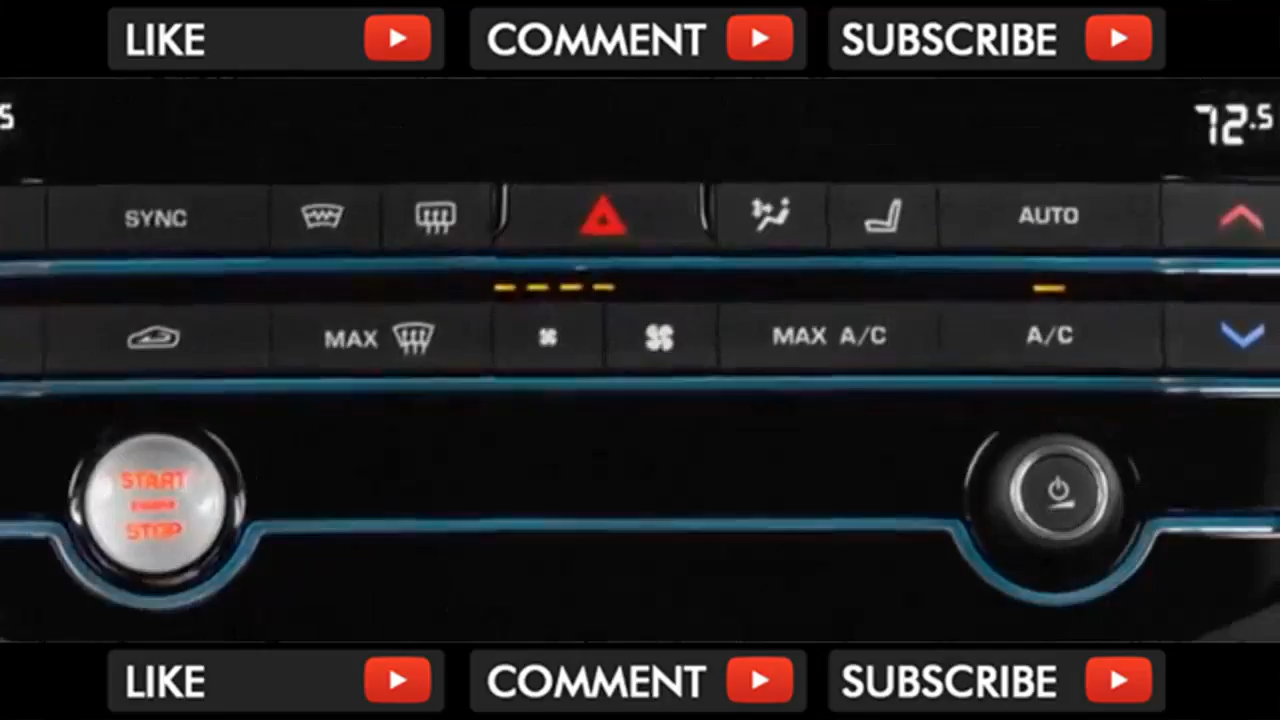 LIKE COMMENT SUBSCRIBE
5 72.5
SYNC AUTO
MAX MAX A/C A/C
START
STOP
LIKE COMMENT SUBSCRIBE